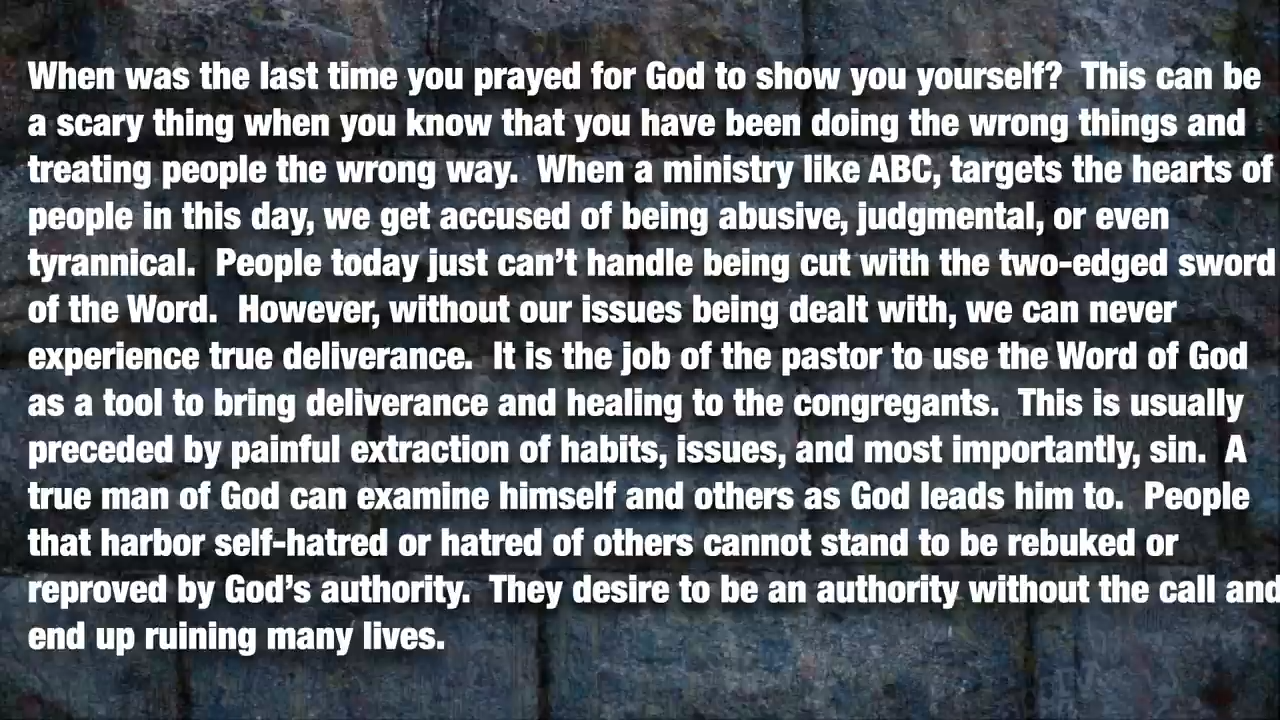 When was the last time you prayed for God to show you yourself?  This can be
a scary thing when you know that you have been doing the wrong things and
treating people the wrong way.  When a ministry like ABC, targets the hearts of
people in this day, we get accused of being abusive, judgmental, or even
tyrannical.  People today just can’t handle being cut with the two-edged sword
of the Word.  However, without our issues being dealt with, we can never
experience true deliverance.  It is the job of the pastor to use the Word of God
as a tool to bring deliverance and healing to the congregants.  This is usually
preceded by painful extraction of habits, issues, and most importantly, sin.  A
true man of God can examine himself and others as God leads him to.  People
that harbor self-hatred or hatred of others cannot stand to be rebuked or
reproved by God’s authority.  They desire to be an authority without the call and
end up ruining many lives.